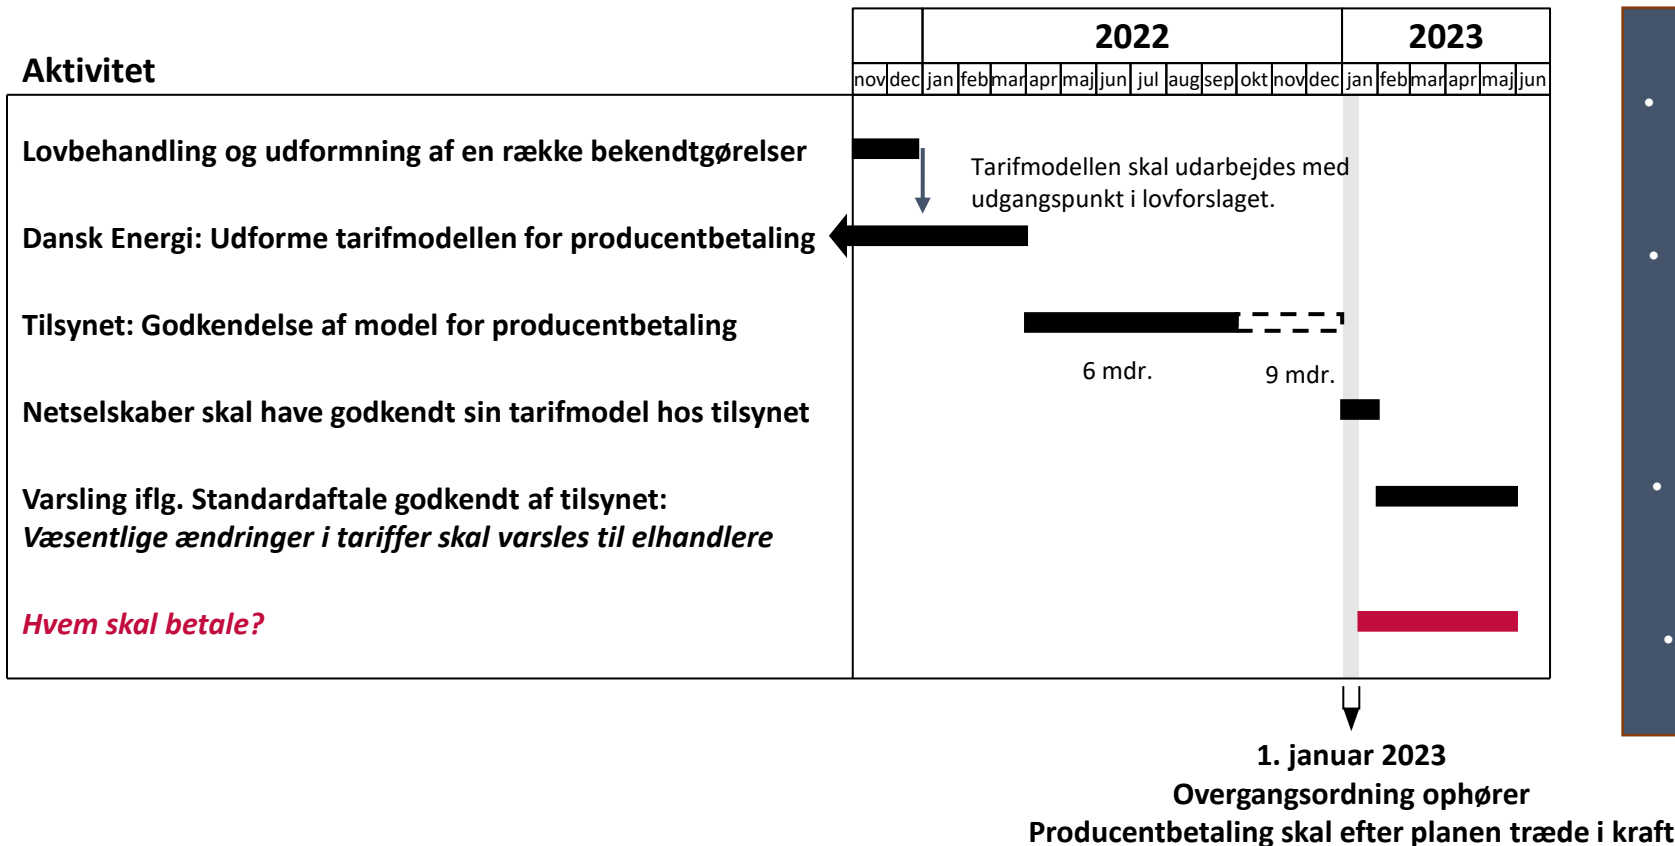 2022 2023
Aktivitet
nov dec jan feb mar apr maj jun jul aug sep okt nov dec jan feb mar apr maj jun
Lovbehandling og udformning af en række bekendtgørelser
Tarifmodellen skal udarbejdes med
udgangspunkt i lovforslaget.
Dansk Energi: Udforme tarifmodellen for producentbetaling
Tilsynet: Godkendelse af model for producentbetaling
6 mdr. 9 mdr.
Netselskaber skal have godkendt sin tarifmodel hos tilsynet
Varsling iflg. Standardaftale godkendt af tilsynet:
Væsentlige ændringer i tariffer skal varsles til elhandlere
Hvem skal betale?
1. januar 2023
Overgangsordning ophører
Producentbetaling skal efter planen træde i kraft